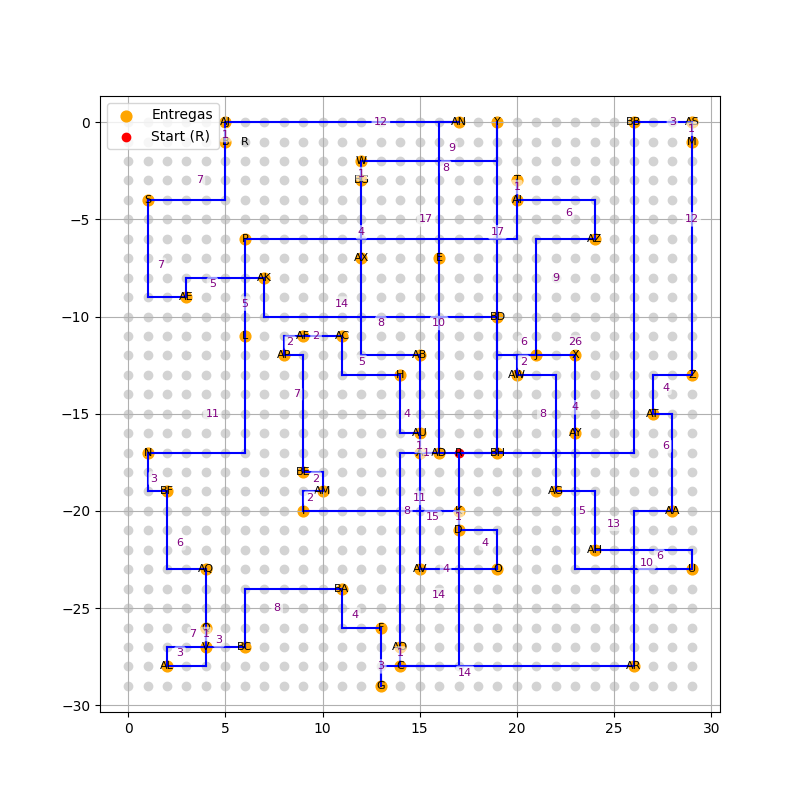 Entregas
Start (R)
AJ 12 AN Y BB 3 AS
1 1
B R M
9
W 8
1
7 T
1
S AI
6
17 12
4 17
P AZ
7 AX E
5 AK 9
AE
5 14
8 10 BD
L AF 2 AC
2 6 26
AP 5 AB J X
2
H AW Z
7 4
4
11 4 8 AT
AU AY
1 6
N 1 AD R BH
BE
3 2
BF AM AG
2 11
8 15 5 AA
1
D 13
4
6 AH
10 6
AQ AV 4 O U
BA
8 14
4
7 1 F
3
V BC
3 1
AL 3 C 14 AR
G
0
−5
−10
−15
−20
−25
−30
0 5 10 15 20 25 30